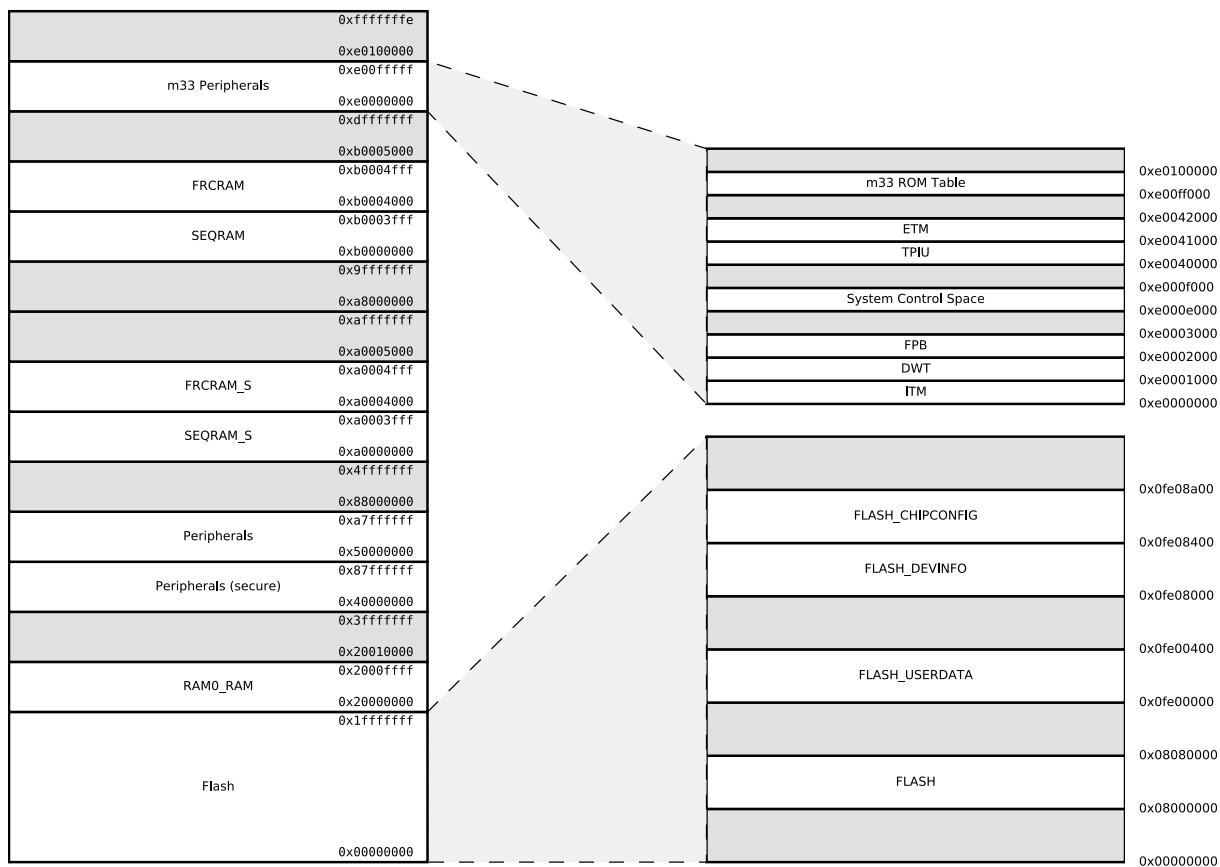 0xfffffffe
0xe0100000
0xe00fffff
m33 Peripherals
0xe0000000
0xdfffffff
0xb0005000
0xb0004fff
FRCRAM
0xb0004000
0xb0003fff
SEQRAM
0xb0000000
0x9fffffff
0xa8000000
0xafffffff
0xa0005000
0xa0004fff
FRCRAM_S
0xa0004000
0xa0003fff
SEQRAM_S
0xa0000000
0x4fffffff
0x88000000
0xa7ffffff
Peripherals
0x50000000
0x87ffffff
Peripherals (secure)
0x40000000
0x3fffffff
0x20010000
0x2000ffff
RAM0_RAM
0x20000000
0x1fffffff
Flash
0x00000000
0xe0100000
m33 ROM Table
0xe00ff000
0xe0042000
ETM
0xe0041000
TPIU
0xe0040000
0xe000f000
System Control Space
0xe000e000
0xe0003000
FPB
0xe0002000
DWT
0xe0001000
ITM
0xe0000000
0x0fe08a00
FLASH_CHIPCONFIG
0x0fe08400
FLASH_DEVINFO
0x0fe08000
0x0fe00400
FLASH_USERDATA
0x0fe00000
0x08080000
FLASH
0x08000000
0x00000000